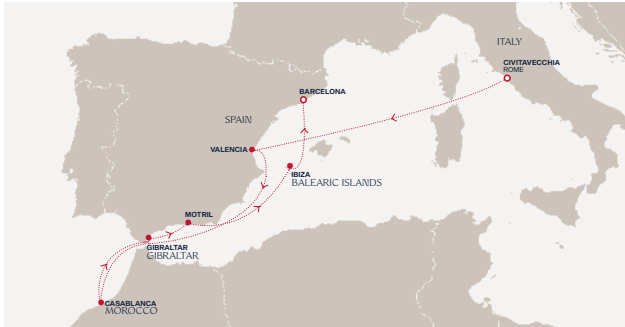 ITALY
CIVITAVECCHIA
ROME
BARCELONA
SPAIN
VALENCIA
IBIZA
BALEARIC ISLANDS
MOTRIL
GIBRALTAR
GIBRALTAR
CASABLANCA
MOROCCO